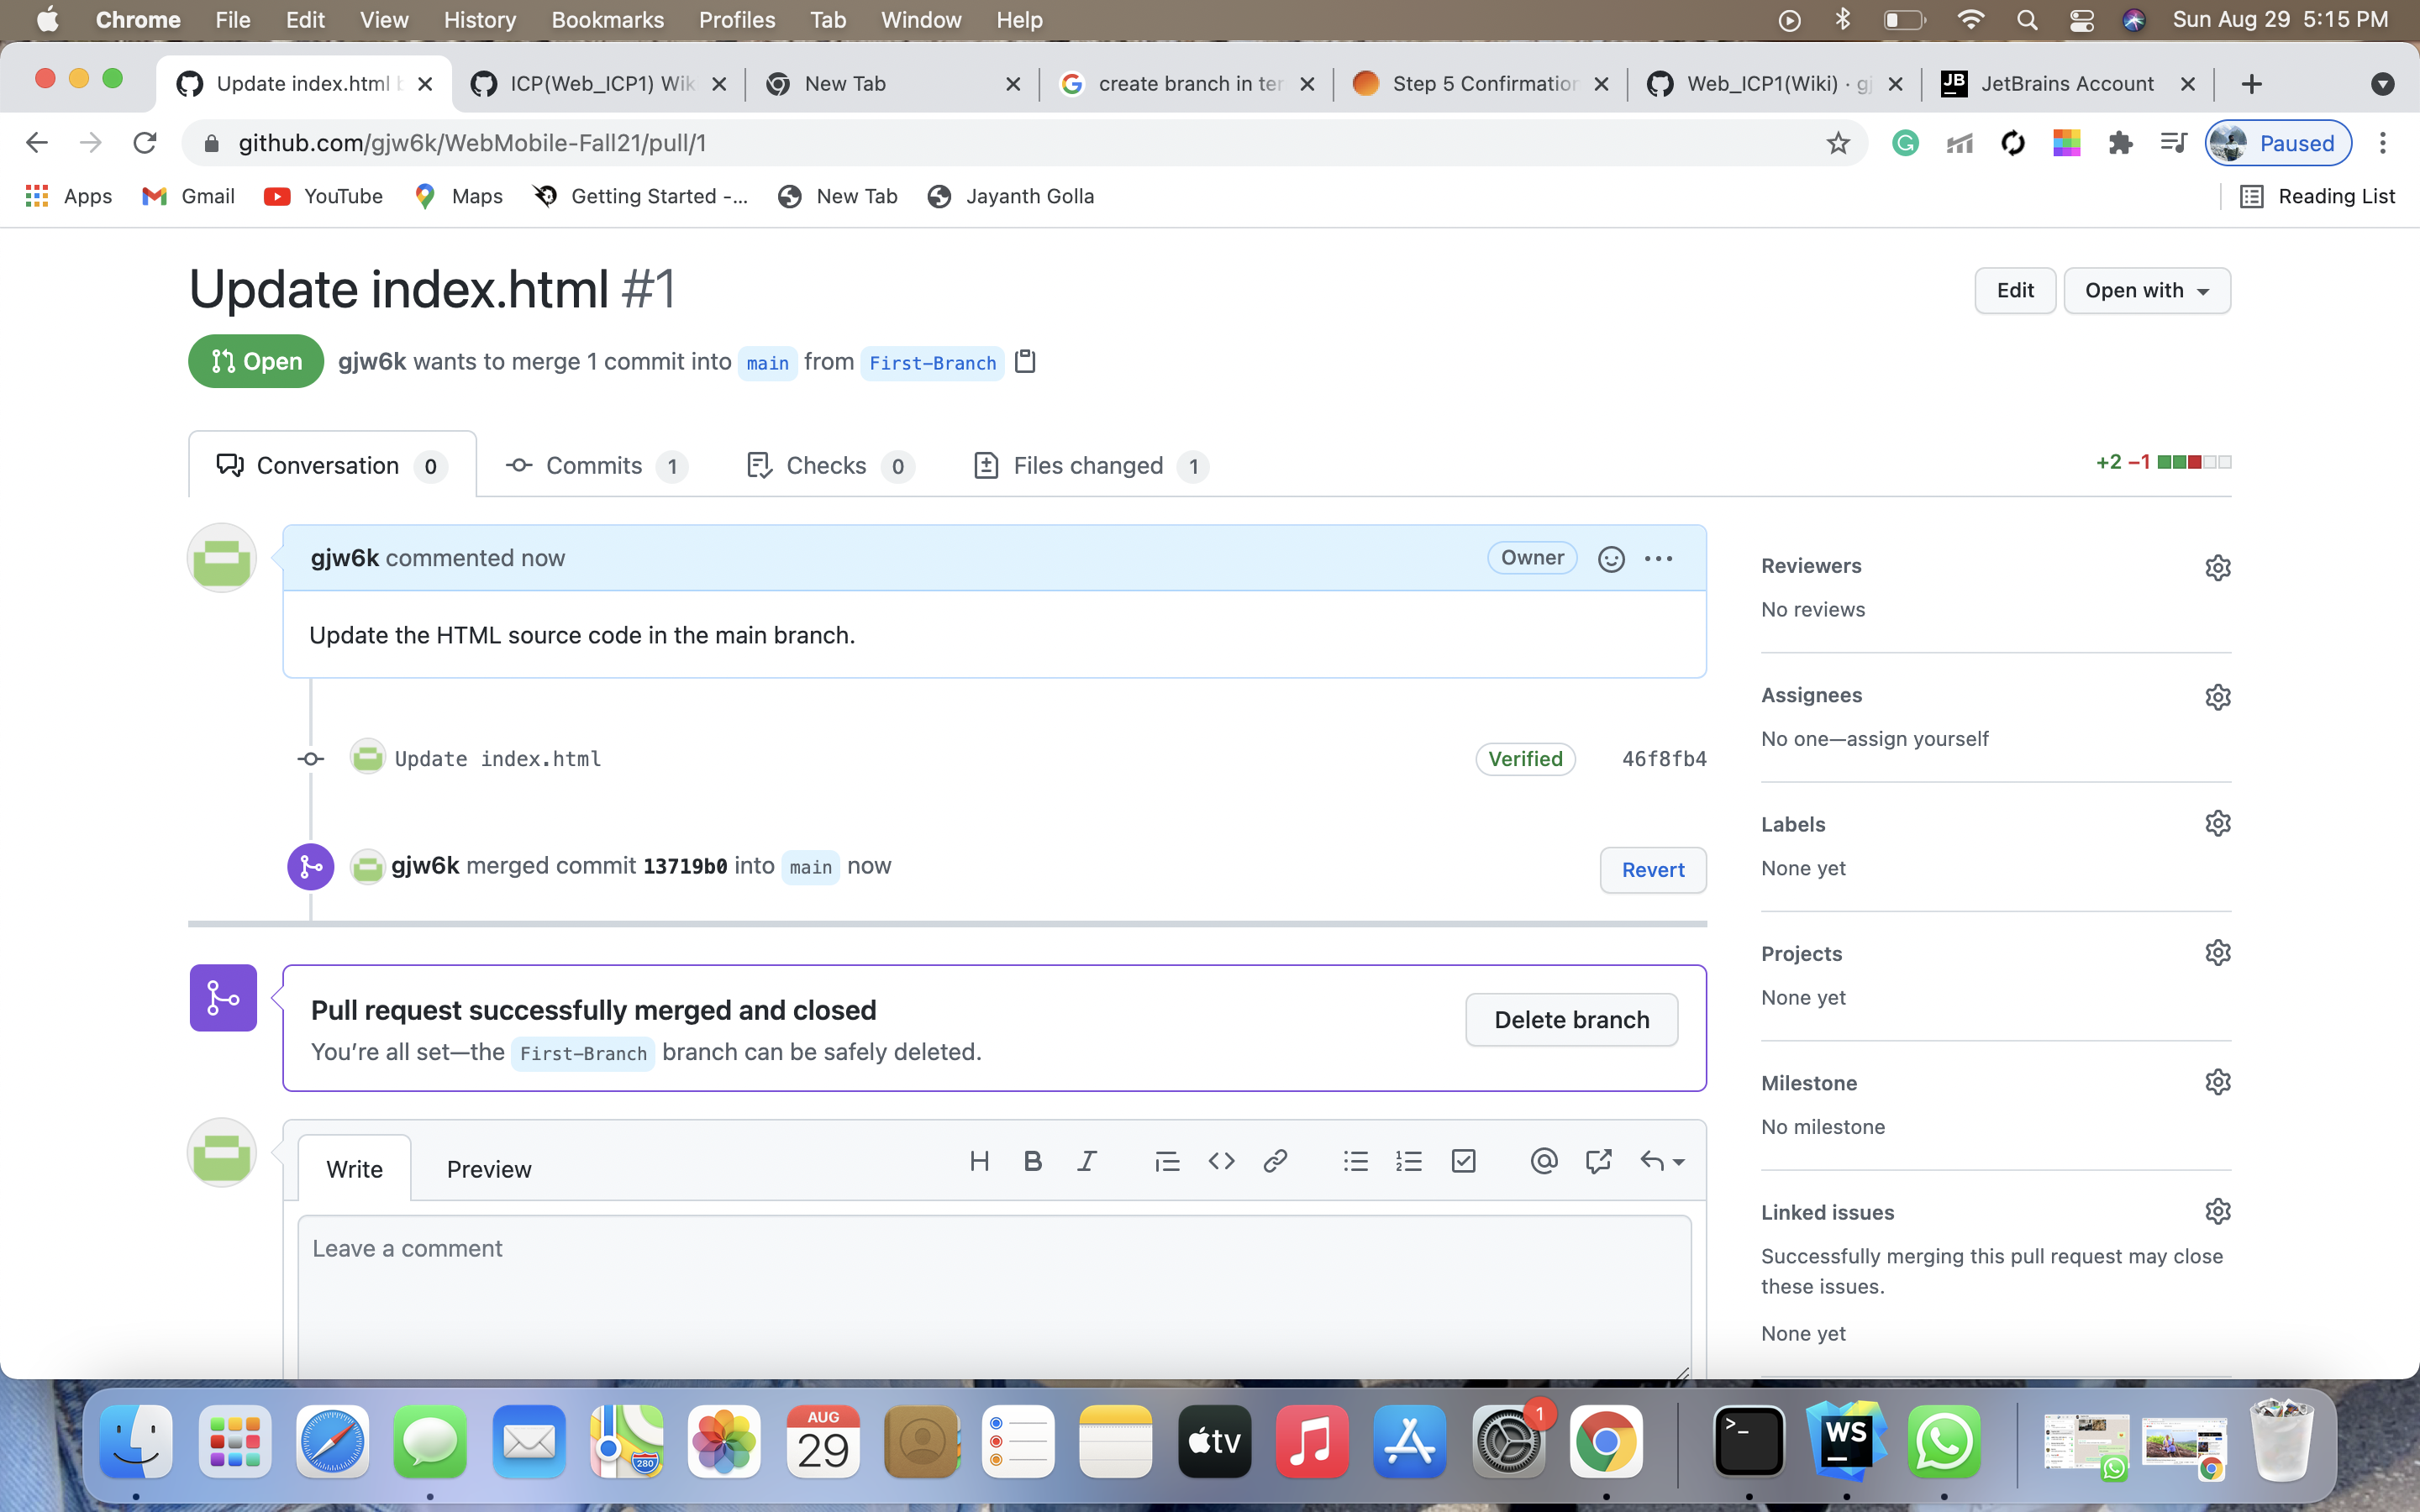 Chrome File Edit View History Bookmarks Profiles Tab Window Help Sun Aug 29 5:15 PM
Update index.html ICP(Web_ICP1) Wik New Tab create branch in ter Step 5 Confirmation Web_ICP1(Wiki) · gj JB JetBrains Account
github.com/gjw6k/WebMobile-Fall21/pull/1 Paused
Apps Gmail YouTube Maps Getting Started -... New Tab Jayanth Golla Reading List
Update index.html #1 Edit Open with
Open gjw6k wants to merge 1 commit into main from First-Branch
Conversation 0 Commits 1 Checks 0 Files changed 1 +2 −1
gjw6k commented now Owner
Update the HTML source code in the main branch.
Update index.html Verified 46f8fb4
gjw6k merged commit 13719b0 into main now Revert
Pull request successfully merged and closed
You’re all set—the First-Branch branch can be safely deleted.
Delete branch
Write Preview
Leave a comment
Reviewers
No reviews
Assignees
No one—assign yourself
Labels
None yet
Projects
None yet
Milestone
No milestone
Linked issues
Successfully merging this pull request may close
these issues.
None yet
AUG
29
280
tv
1
>_
WS